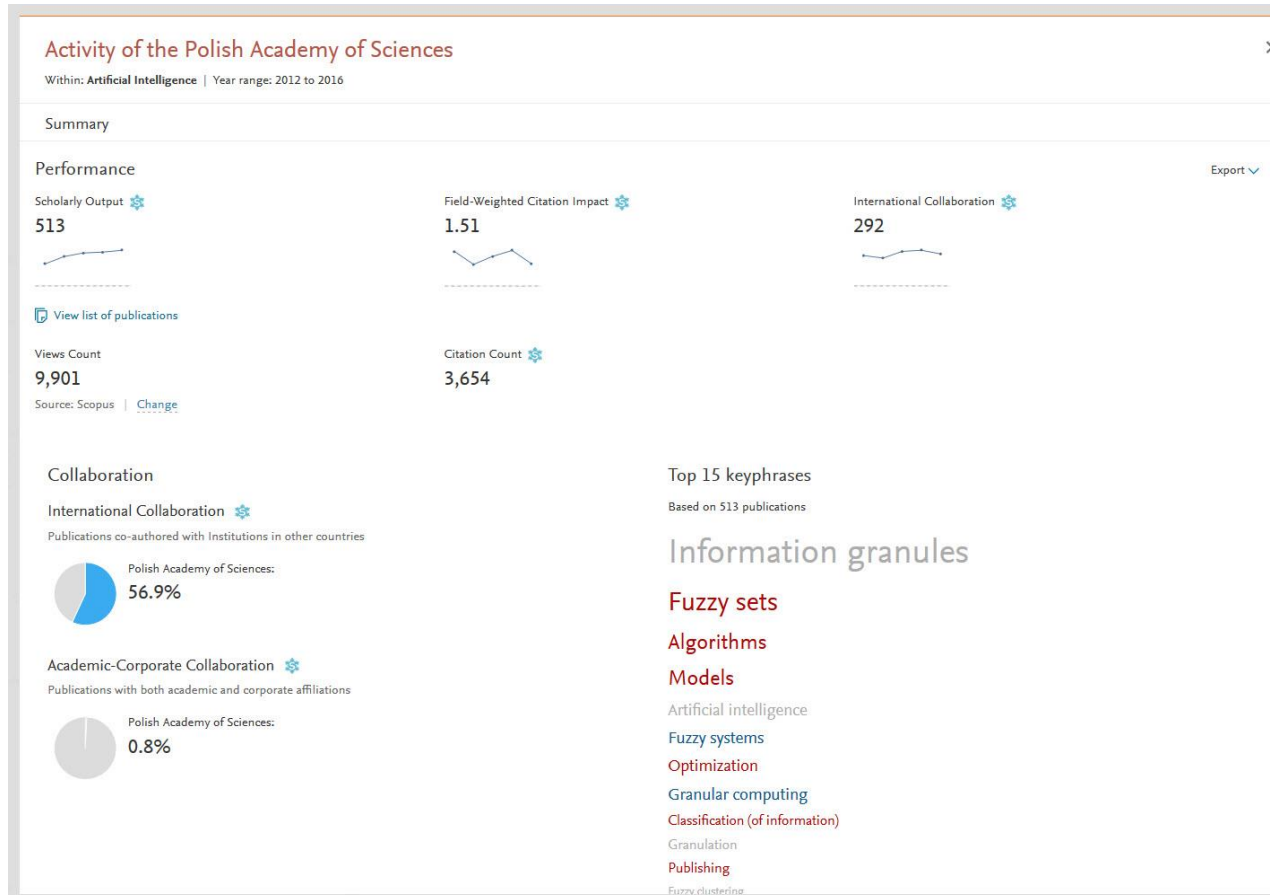 Activity of the Polish Academy of Sciences
Within: Artificial Intelligence | Year range: 2012 to 2016
Summary
Performance
Export
Scholarly Output
513
Field-Weighted Citation Impact
1.51
International Collaboration
292
View list of publications
Views Count
9,901
Source: Scopus | Change
Citation Count
3,654
Collaboration
International Collaboration
Publications co-authored with Institutions in other countries
Polish Academy of Sciences:
56.9%
Academic-Corporate Collaboration
Publications with both academic and corporate affiliations
Polish Academy of Sciences:
0.8%
Top 15 keyphrases
Based on 513 publications
Information granules
Fuzzy sets
Algorithms
Models
Artificial intelligence
Fuzzy systems
Optimization
Granular computing
Classification (of information)
Granulation
Publishing
Fuzzy clustering